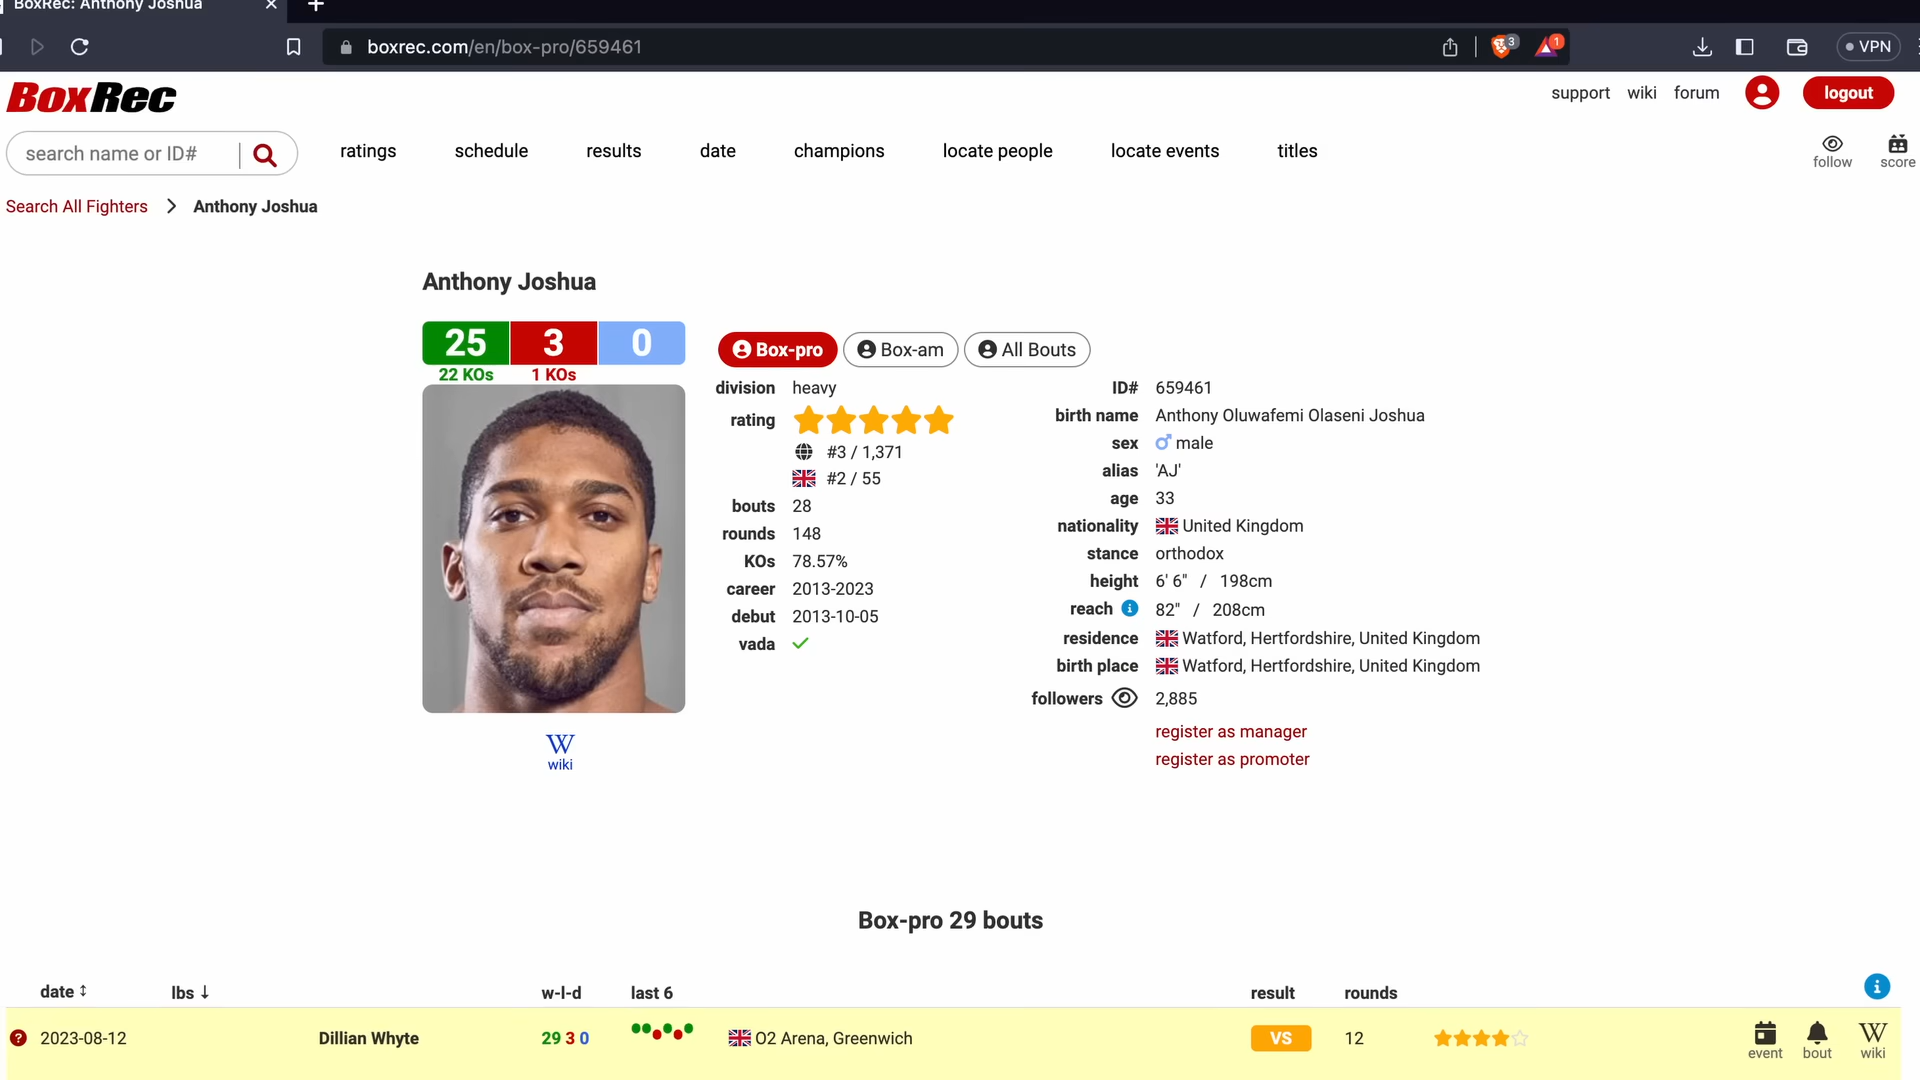 BoxRec: Anthony Joshua
boxrec.com/en/box-pro/659461
3
1
VPN
BoxRec
support wiki forum logout
search name or ID#
ratings schedule results date champions locate people locate events titles
follow score
Search All Fighters > Anthony Joshua
Anthony Joshua
25 3 0
22 KOs 1 KOs
Box-pro Box-am All Bouts
division heavy
rating
#3 / 1,371
#2 / 55
bouts 28
rounds 148
KOs 78.57%
career 2013-2023
debut 2013-10-05
vada
ID# 659461
birth name Anthony Oluwafemi Olaseni Joshua
sex male
alias 'AJ'
age 33
nationality United Kingdom
stance orthodox
height 6' 6" / 198cm
reach 82" / 208cm
residence Watford, Hertfordshire, United Kingdom
birth place Watford, Hertfordshire, United Kingdom
followers 2,885
register as manager
register as promoter
W
wiki
Box-pro 29 bouts
date lbs w-l-d last 6 result rounds
2023-08-12 Dillian Whyte 29 3 0 O2 Arena, Greenwich VS 12
event bout wiki